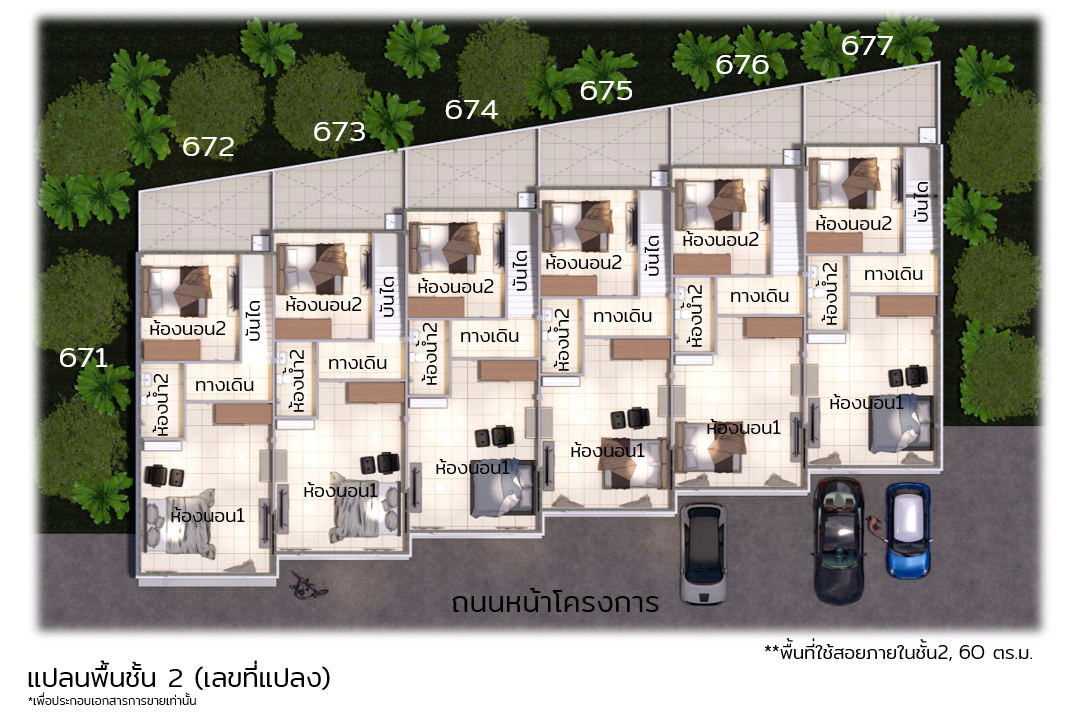 677
676
675
674
673
672
671
ห้องนอน2
บันได
ทางเดิน
ห้องน้ำ2
ห้องนอน1
ห้องนอน2
บันได
ทางเดิน
ห้องน้ำ2
ห้องนอน1
ห้องนอน2
บันได
ทางเดิน
ห้องน้ำ2
ห้องนอน1
ห้องนอน2
บันได
ทางเดิน
ห้องน้ำ2
ห้องนอน1
ห้องนอน2
ทางเดิน
ห้องน้ำ2
ห้องนอน1
ห้องนอน2
บันได
ทางเดิน
ห้องน้ำ2
ห้องนอน1
ถนนหน้าโครงการ
**พื้นที่ใช้สอยภายในชั้น2, 60 ตร.ม.
แปลนพื้นชั้น 2 (เลขที่แปลง)
*เพื่อประกอบเอกสารการขายเท่านั้น